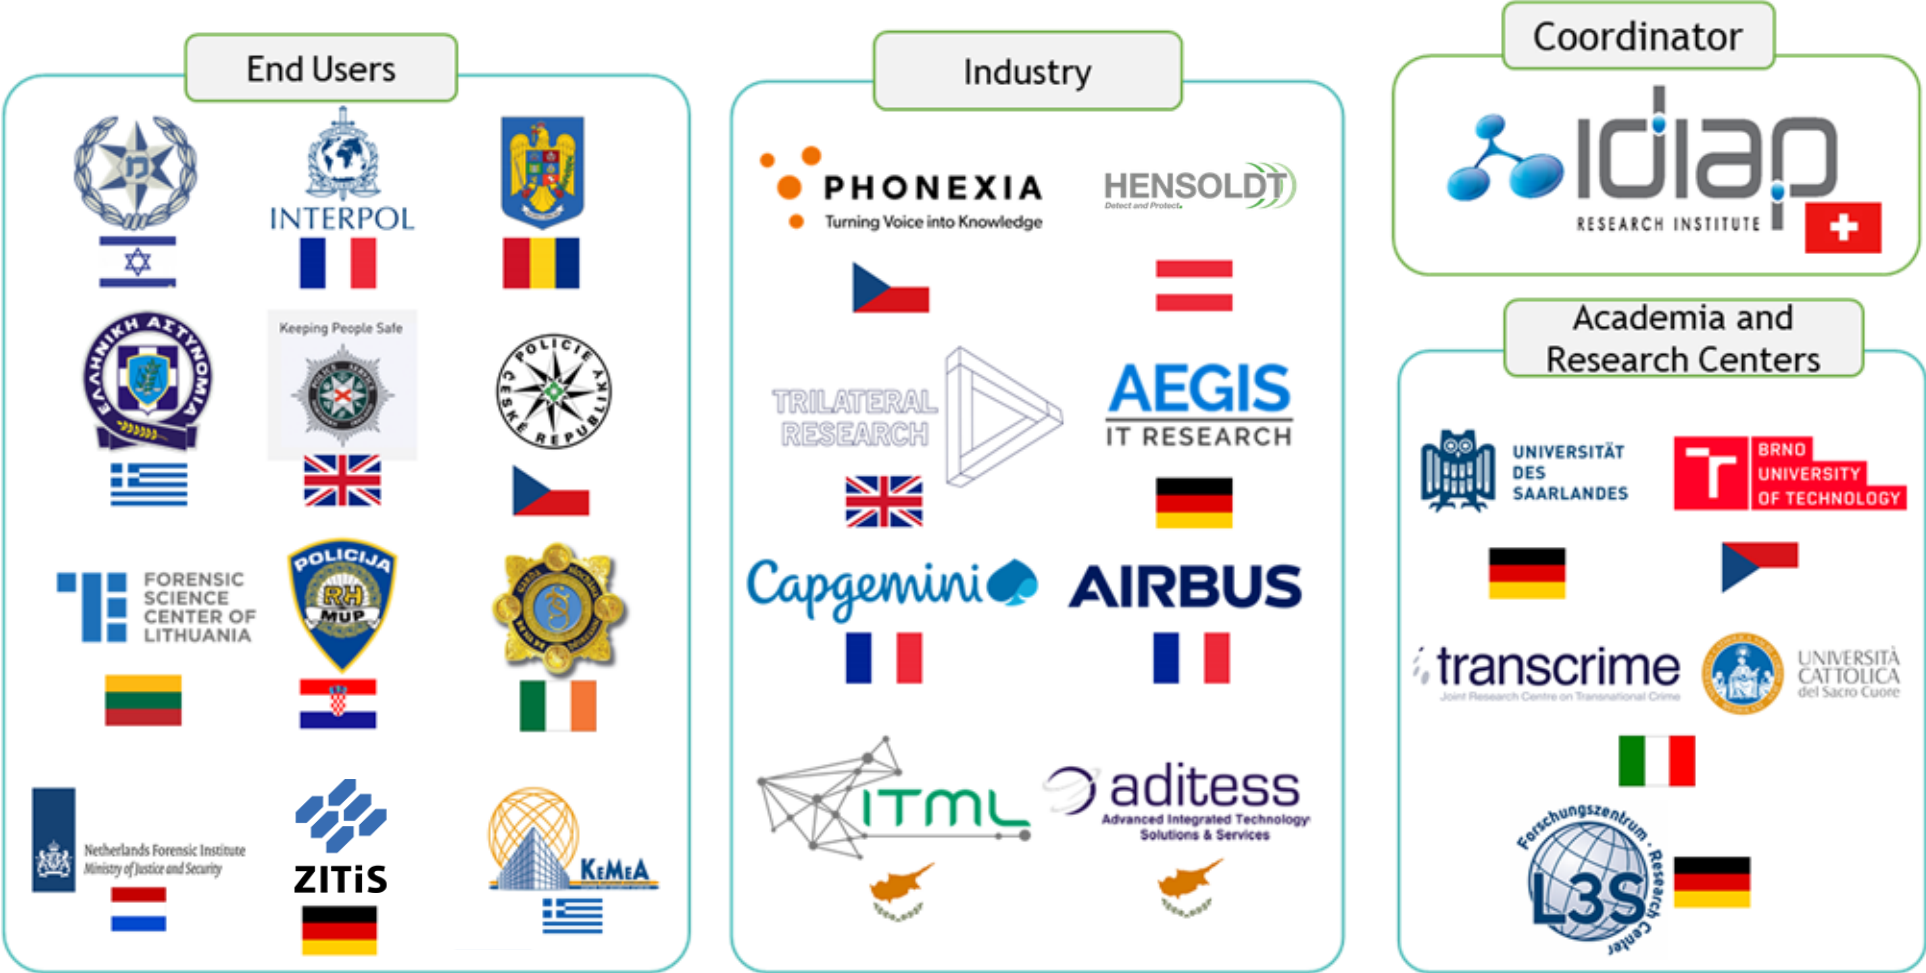 End Users
INTERPOL
ΕΛΛΗΝΙΚΗ ΑΣΤΥΝΟΜΙΑ
Keeping People Safe
POLICE SERVICE
POLICIE
ČESKÉ REPUBLIKY
FORENSIC
SCIENCE
CENTER OF
LITHUANIA
POLICIJA
RH
MUP
Netherlands Forensic Institute
Ministry of Justice and Security
ZITiS
KEMEA
Industry
PHONEXIA
Turning Voice into Knowledge
HENSOLDT
Detect and Protect.
TRILATERAL
RESEARCH
AEGIS
IT RESEARCH
Capgemini
AIRBUS
ITML
aditess
Advanced Integrated Technology
Solutions & Services
Coordinator
idiap
RESEARCH INSTITUTE
Academia and
Research Centers
UNIVERSITÄT
DES
SAARLANDES
T
BRNO
UNIVERSITY
OF TECHNOLOGY
transcrime
Joint Research Centre on Transnational Crime
UNIVERSITÀ
CATTOLICA
del Sacro Cuore
Forschungszentrum · Research Center
L3S